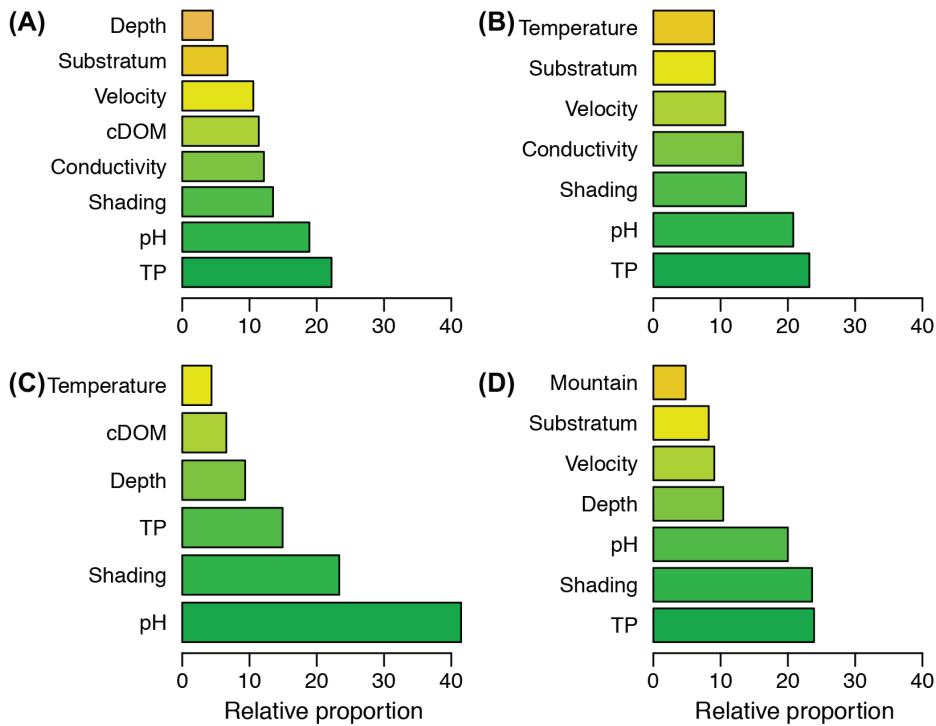 (A)
Depth
Substratum
Velocity
cDOM
Conductivity
Shading
pH
TP
0 10 20 30 40
(B)
Temperature
Substratum
Velocity
Conductivity
Shading
pH
TP
0 10 20 30 40
(C)
Temperature
cDOM
Depth
TP
Shading
pH
0 10 20 30 40
Relative proportion
(D)
Mountain
Substratum
Velocity
Depth
pH
Shading
TP
0 10 20 30 40
Relative proportion